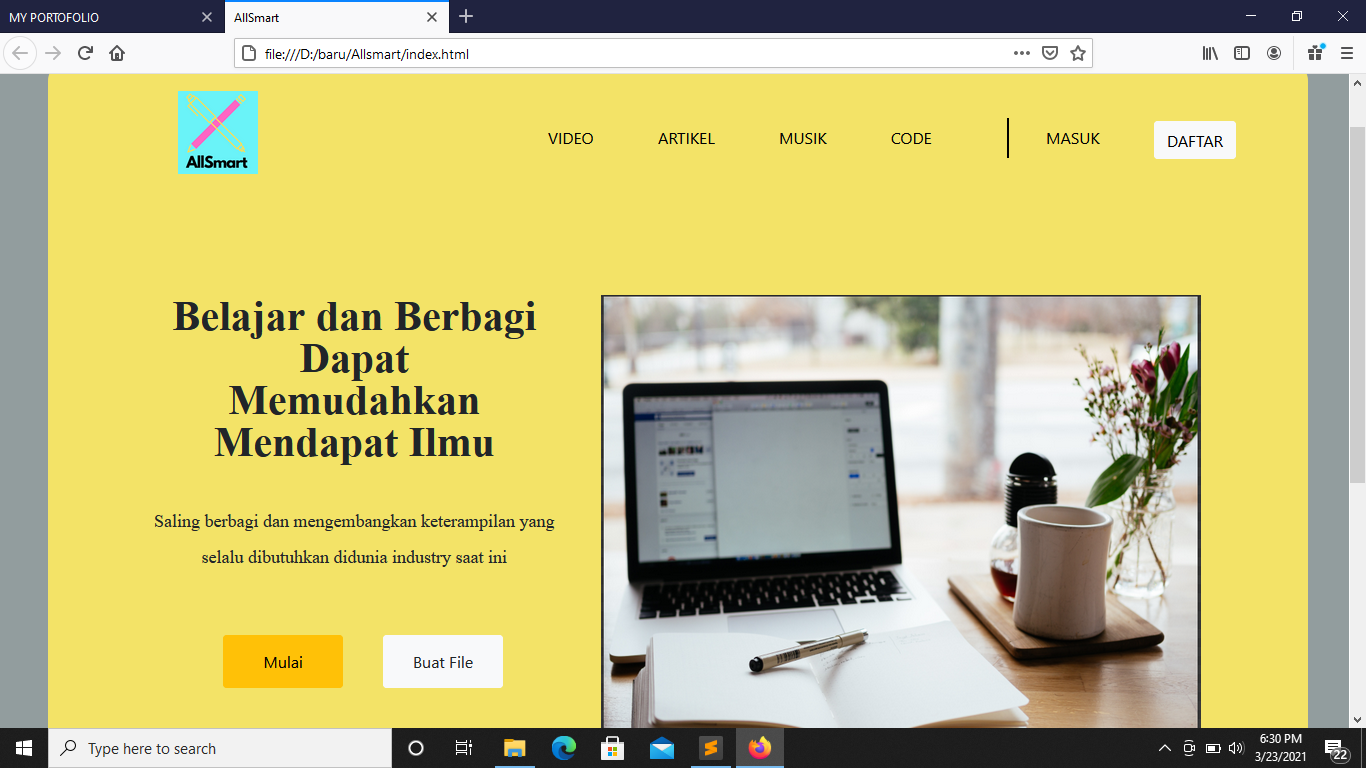 MY PORTOFOLIO
AllSmart
file:///D:/baru/Allsmart/index.html
AllSmart
VIDEO
ARTIKEL
MUSIK
CODE
MASUK
DAFTAR
Belajar dan Berbagi
Dapat
Memudahkan
Mendapat Ilmu
Saling berbagi dan mengembangkan keterampilan yang
selalu dibutuhkan didunia industry saat ini
Mulai
Buat File
Type here to search
6:30 PM
3/23/2021
22